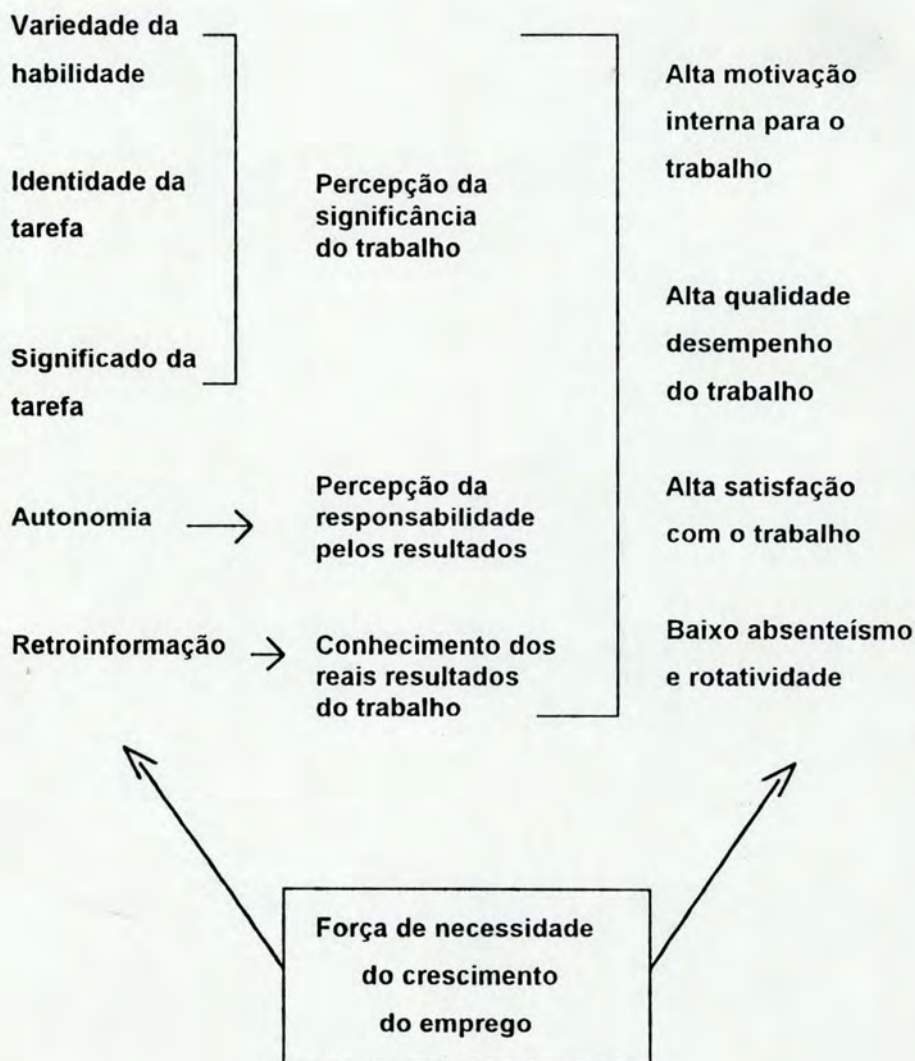 Variedade da
habilidade
Identidade da
tarefa
Significado da
tarefa
Autonomia
Retroinformação
Percepção da
significância
do trabalho
Percepção da
responsabilidade
pelos resultados
Conhecimento dos
reais resultados
do trabalho
Alta motivação
interna para o
trabalho
Alta qualidade
desempenho
do trabalho
Alta satisfação
com o trabalho
Baixo absenteísmo
e rotatividade
Força de necessidade
do crescimento
do emprego